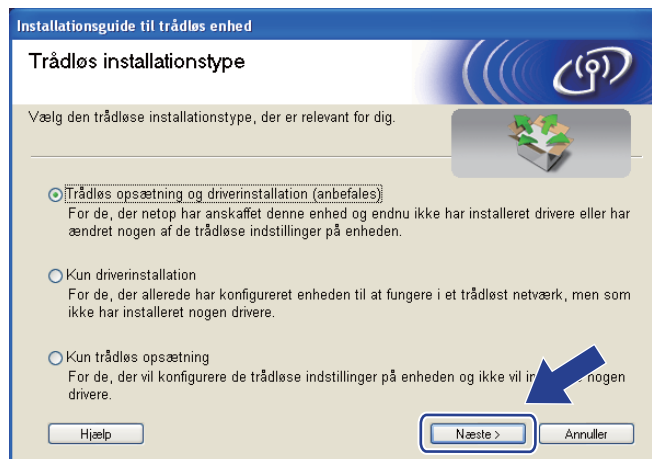 Installationsguide til trådløs enhed
Trådløs installationstype
Vælg den trådløse installationstype, der er relevant for dig.
Trådløs opsætning og driverinstallation (anbefales)
For de, der netop har anskaffet denne enhed og endnu ikke har installeret drivere eller har
ændret nogen af de trådløse indstillinger på enheden.
Kun driverinstallation
For de, der allerede har konfigureret enheden til at fungere i et trådløst netværk, men som
ikke har installeret nogen drivere.
Kun trådløs opsætning
For de, der vil konfigurere de trådløse indstillinger på enheden og ikke vil nogen
drivere.
Hjælp Næste > Annuller